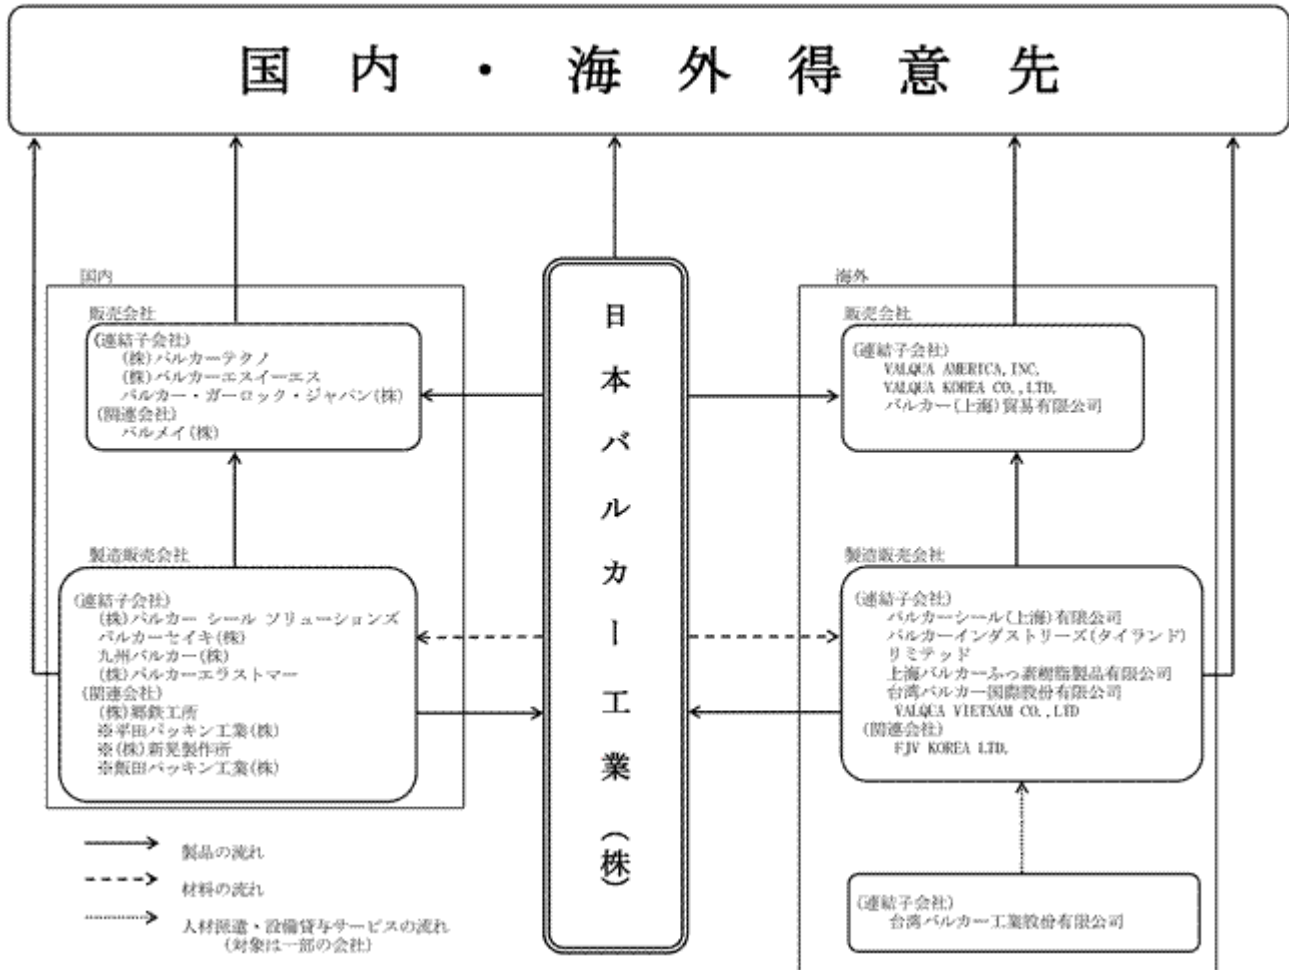 国内・海外得意先
国内
販売会社
(連結子会社)
(株)バルカーテクノ
(株)バルカーエスイーエス
バルカー・ガーロック・ジャパン(株)
(関連会社)
バルメイ(株)
製造販売会社
(連結子会社)
(株)バルカー シール ソリューションズ
バルカーセイキ(株)
九州バルカー(株)
(株)バルカーエラストマー
(関連会社)
(株)郷鉄工所
※平田パッキン工業(株)
※(株)新晃製作所
※飯田パッキン工業(株)
日本バルカー工業(株)
海外
販売会社
(連結子会社)
VALQUA AMERICA,INC.
VALQUA KOREA CO.,LTD.
バルカー(上海)貿易有限公司
製造販売会社
(連結子会社)
バルカーシール(上海)有限公司
バルカーインダストリーズ(タイランド)
リミテッド
上海バルカーふっ素樹脂製品有限公司
台湾バルカー国際股份有限公司
VALQUA VIETNAM CO.,LTD
(関連会社)
FJV KOREA LTD.
(連結子会社)
台湾バルカー工業股份有限公司
製品の流れ
材料の流れ
人材派遣・設備貸与サービスの流れ
(対象は一部の会社)